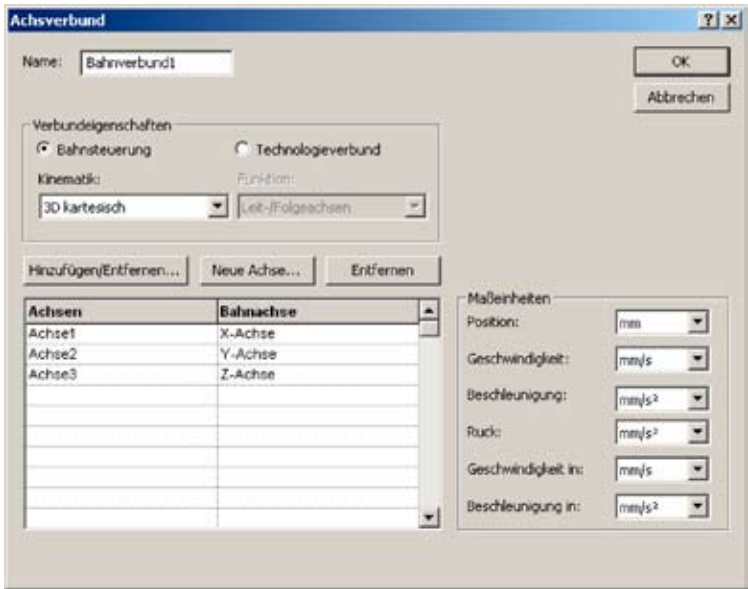 Achsverbund
Name: Bahnverbund1
OK
Abbrechen
Verbundeigenschaften
Bahnsteuerung Technologieverbund
Kinematik: Funktion:
3D kartesisch Leit-/Folgeachsen
Hinzufügen/Entfernen... Neue Achse... Entfernen
Achsen Bahnachse
Achse1 X-Achse
Achse2 Y-Achse
Achse3 Z-Achse
Maßeinheiten
Position: mm
Geschwindigkeit: mm/s
Beschleunigung: mm/s²
Ruck: mm/s²
Geschwindigkeit in: mm/s
Beschleunigung in: mm/s²